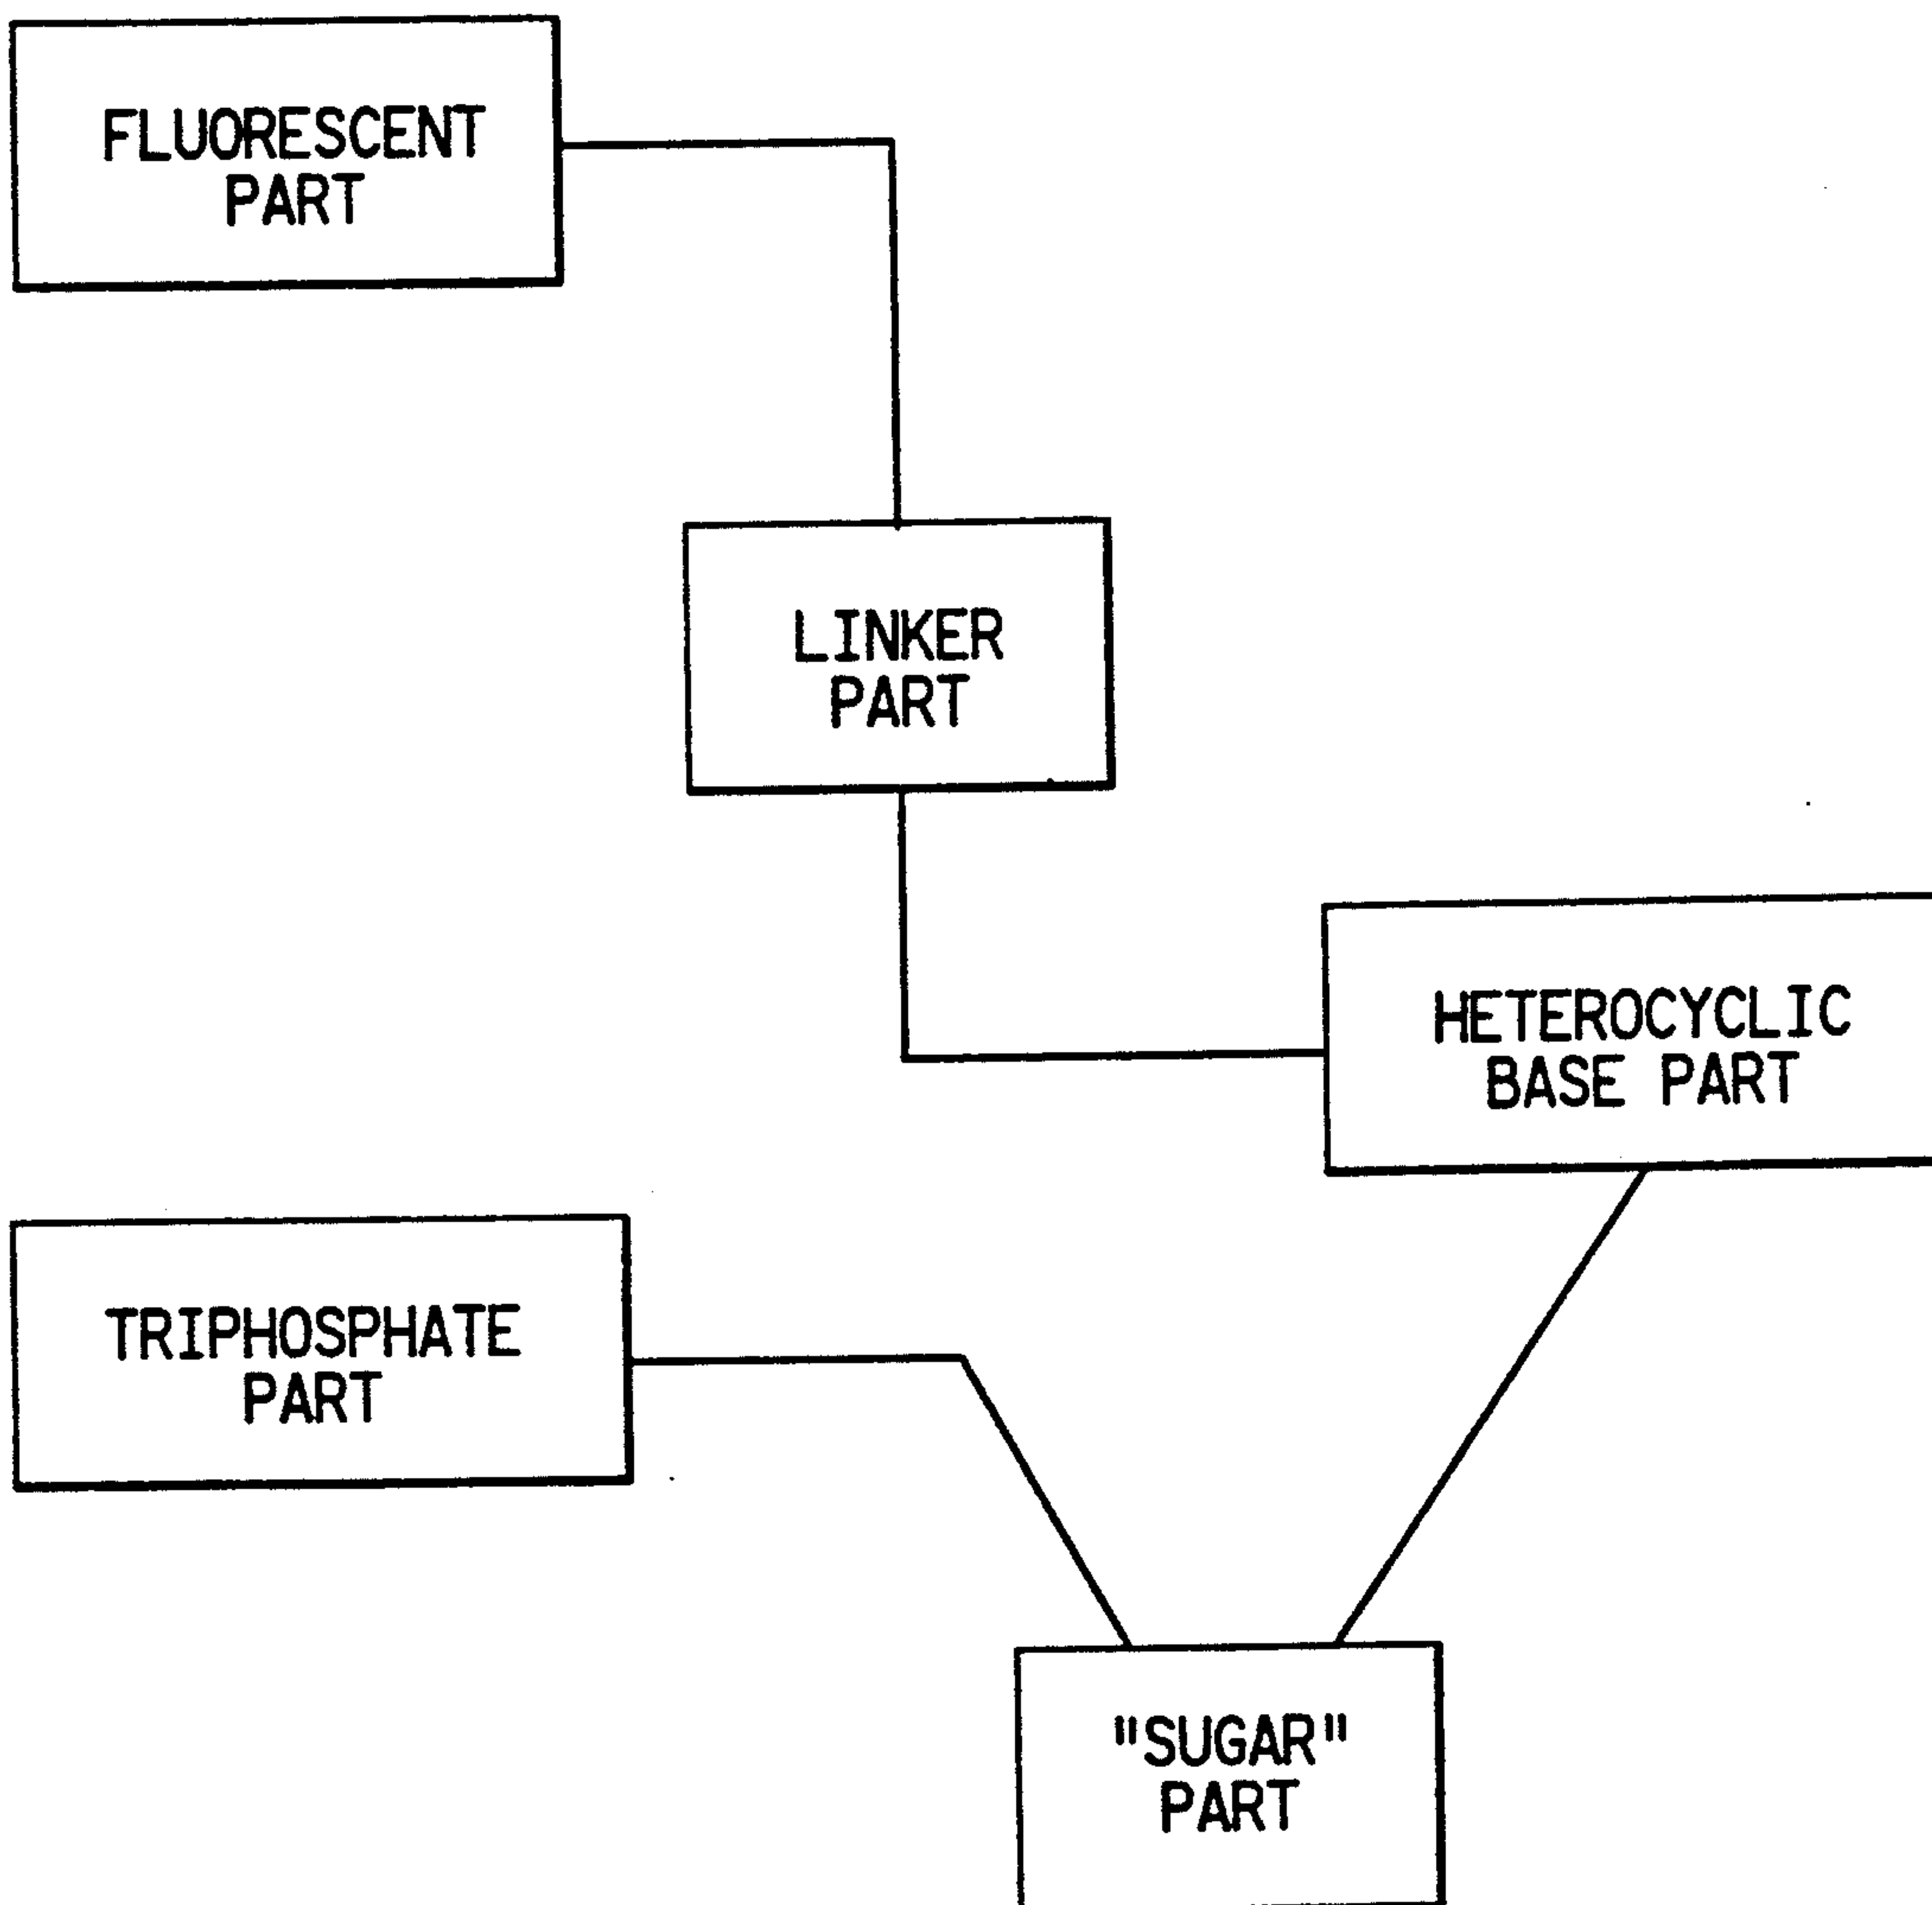 FLUORESCENT
PART
LINKER
PART
HETEROCYCLIC
BASE PART
TRIPHOSPHATE
PART
"SUGAR"
PART